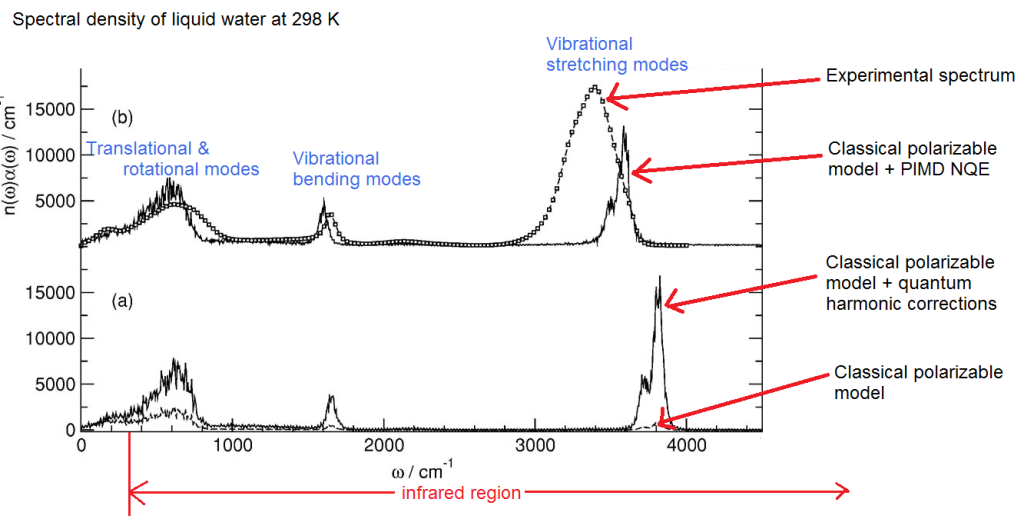 Spectral density of liquid water at 298 K
Vibrational
stretching modes
Experimental spectrum
(b)
Translational &
rotational modes
Vibrational
bending modes
Classical polarizable
model + PIMD NQE
15000
10000
5000
0
n(ω)α(ω) / cm⁻¹
(a)
Classical polarizable
model + quantum
harmonic corrections
15000
10000
5000
0
Classical polarizable
model
0 1000 2000 3000 4000
ω / cm⁻¹
infrared region